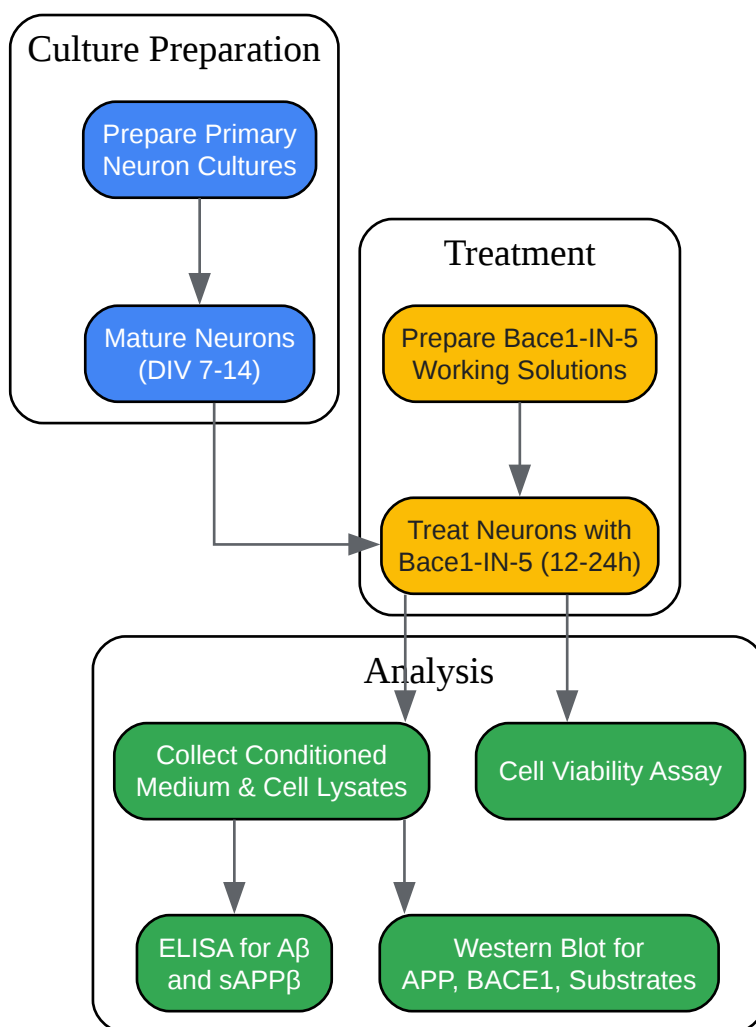 Culture Preparation
Prepare Primary
Neuron Cultures
Mature Neurons
(DIV 7-14)
Treatment
Prepare Bace1-IN-5
Working Solutions
Treat Neurons with
Bace1-IN-5 (12-24h)
Analysis
Collect Conditioned
Medium & Cell Lysates
Cell Viability Assay
ELISA for Aβ
and sAPPβ
Western Blot for
APP, BACE1, Substrates